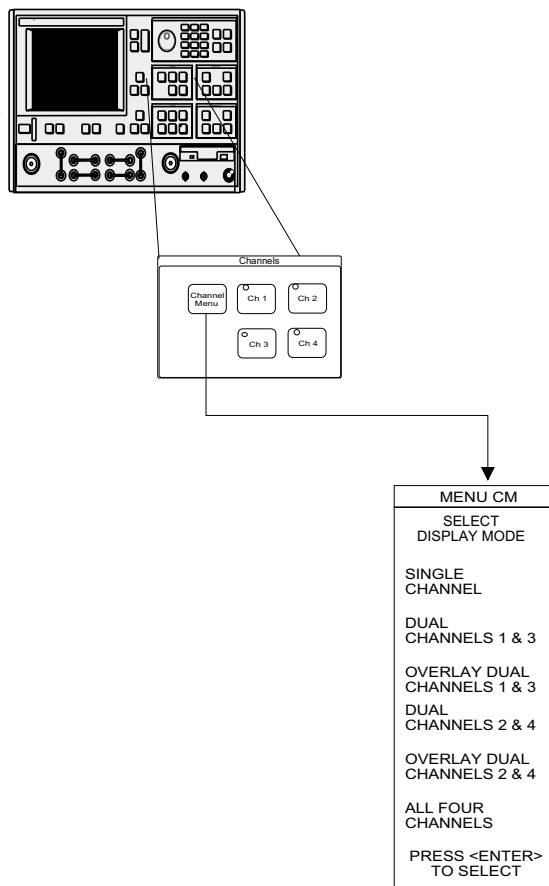 Channels
Channel
Menu
Ch 1
Ch 2
Ch 3
Ch 4
MENU CM
SELECT
DISPLAY MODE
SINGLE
CHANNEL
DUAL
CHANNELS 1 & 3
OVERLAY DUAL
CHANNELS 1 & 3
DUAL
CHANNELS 2 & 4
OVERLAY DUAL
CHANNELS 2 & 4
ALL FOUR
CHANNELS
PRESS <ENTER>
TO SELECT